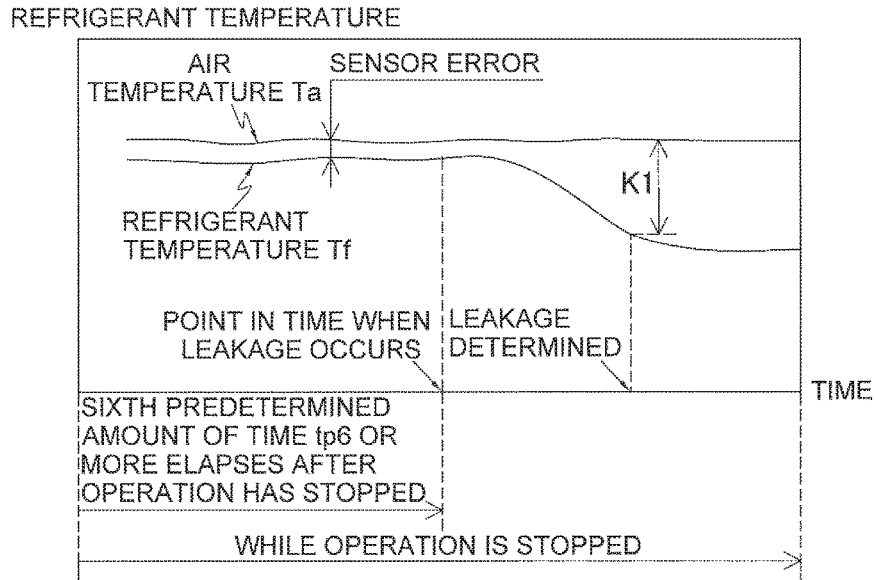 REFRIGERANT TEMPERATURE
AIR
TEMPERATURE Ta
SENSOR ERROR
K1
REFRIGERANT
TEMPERATURE Tf
POINT IN TIME WHEN
LEAKAGE OCCURS
LEAKAGE
DETERMINED
TIME
SIXTH PREDETERMINED
AMOUNT OF TIME tp6 OR
MORE ELAPSES AFTER
OPERATION HAS STOPPED
WHILE OPERATION IS STOPPED